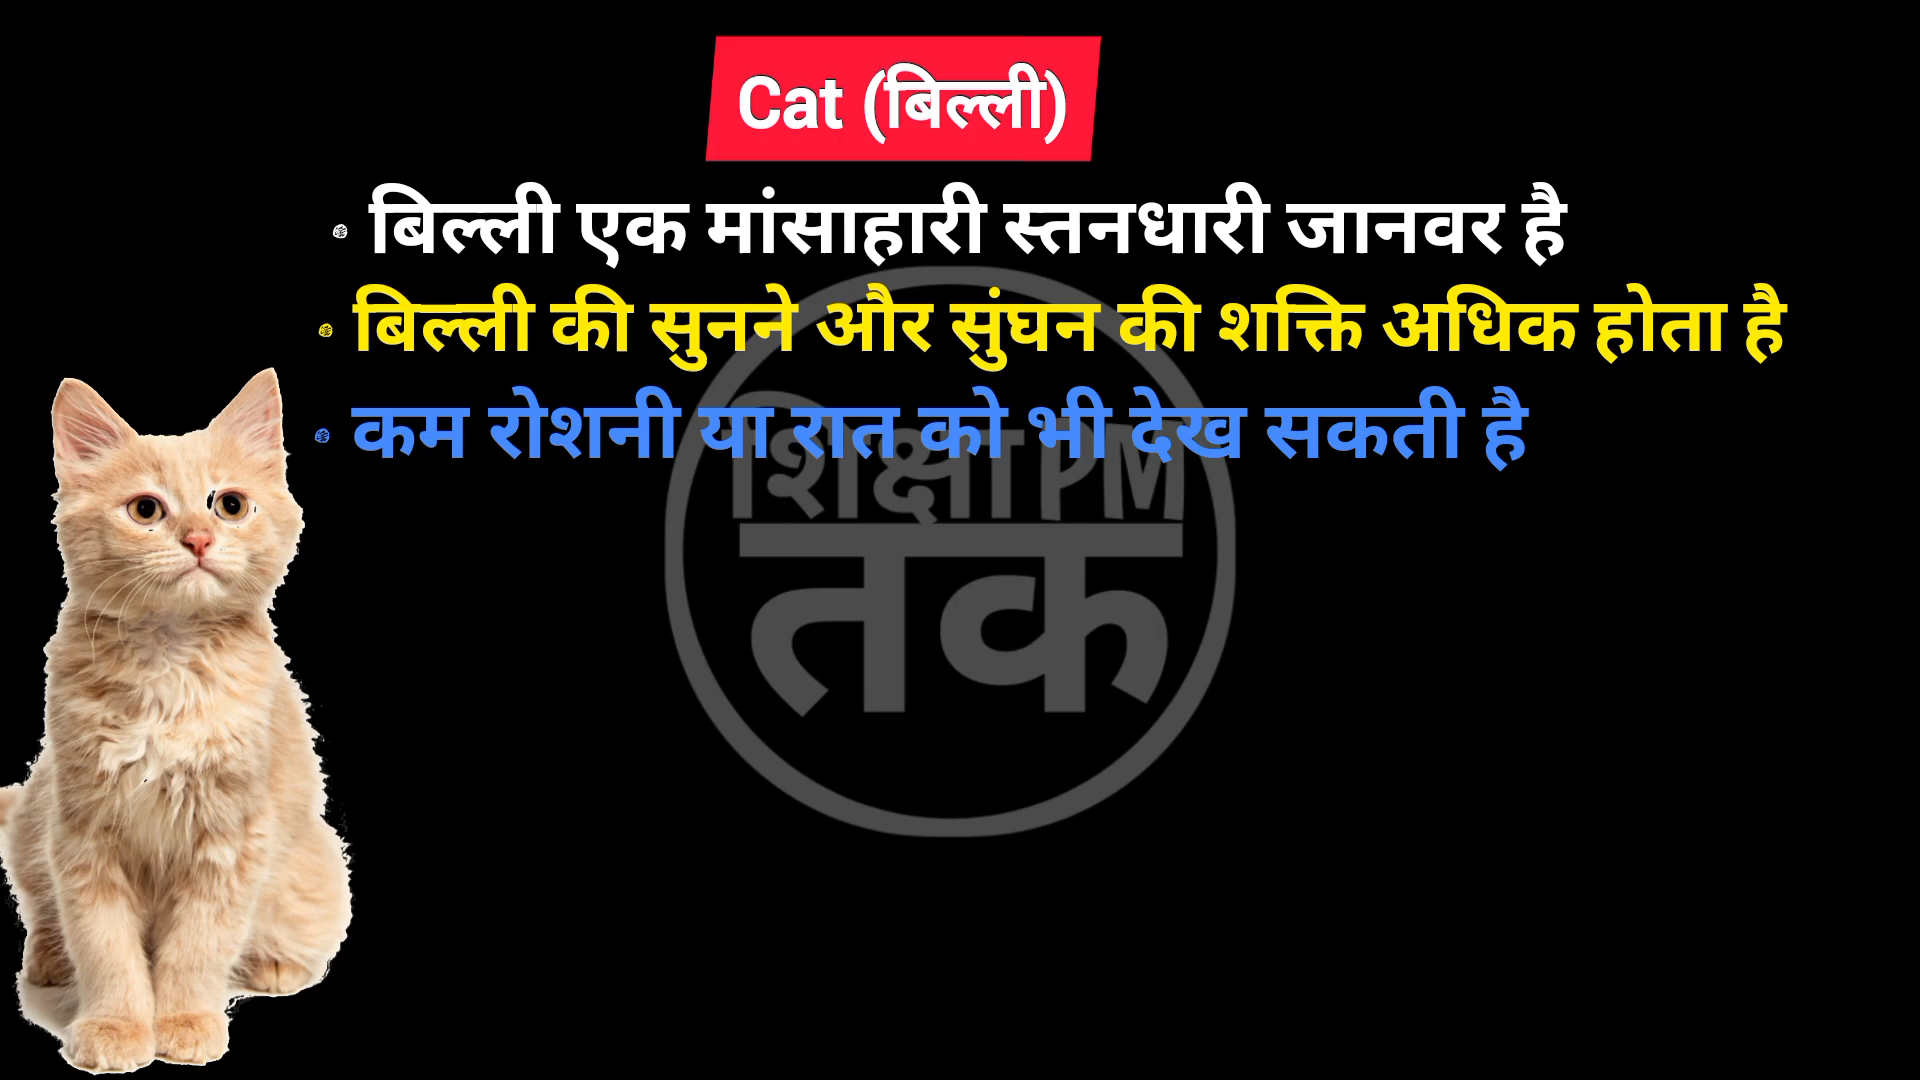 Cat (बिल्ली)
• बिल्ली एक मांसाहारी स्तनधारी जानवर है
• बिल्ली की सुनने और सुंघन की शक्ति अधिक होता है
• कम रोशनी या रात को भी देख सकती है
शिक्षा PM
तक